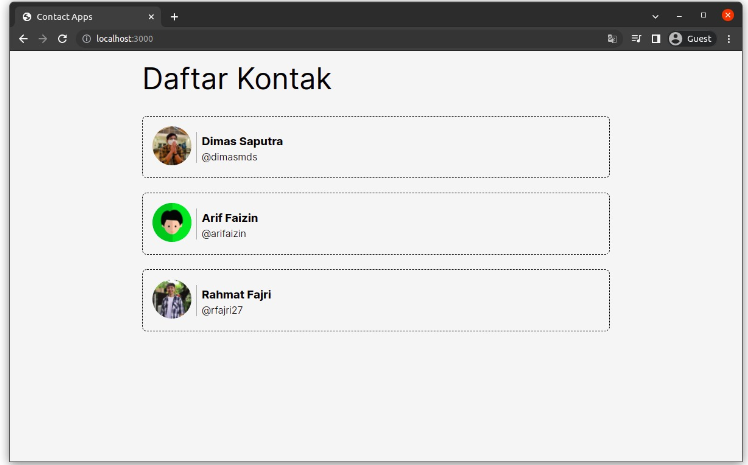 Contact Apps
localhost:3000
Guest
Daftar Kontak
Dimas Saputra
@dimasmds
Arif Faizin
@arifaizin
Rahmat Fajri
@rfajri27